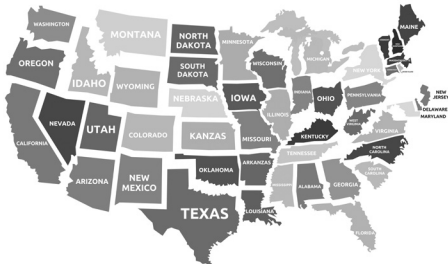 WASHINGTON
MONTANA
NORTH
DAKOTA
MINNESOTA
MAINE
OREGON
IDAHO
WYOMING
SOUTH
DAKOTA
WISCONSIN
MICHIGAN
NEW YORK
NEBRASKA
IOWA
ILLINOIS
INDIANA
OHIO
PENNSYLVANIA
NEW
JERSEY
DELAWARE
MARYLAND
NEVADA
UTAH
COLORADO
KANZAS
MISSOURI
KENTUCKY
WEST
VIRGINIA
VIRGINIA
CALIFORNIA
ARIZONA
NEW
MEXICO
OKLAHOMA
ARKANZAS
TENNESSEE
NORTH
CAROLINA
SOUTH
CAROLINA
TEXAS
LOUISIANA
MISSISSIPPI
ALABAMA
GEORGIA
FLORIDA